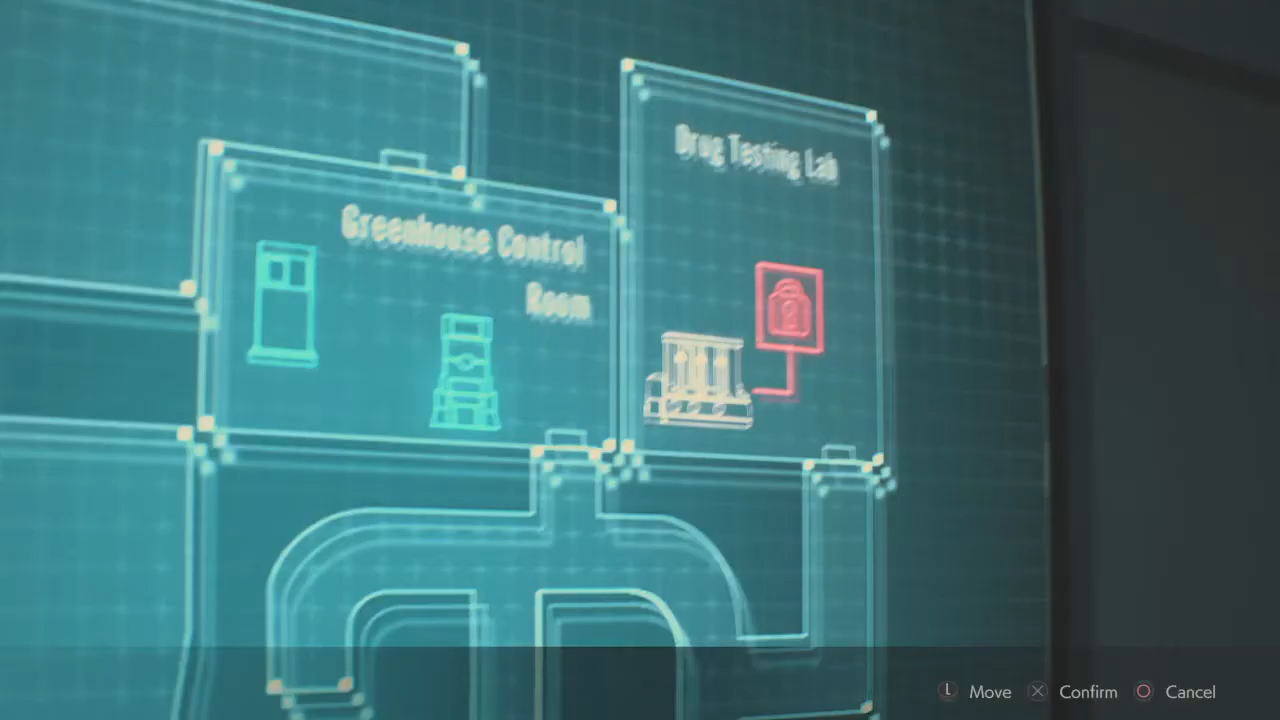 Drug Testing Lab
Greenhouse Control
Room
L Move X Confirm O Cancel